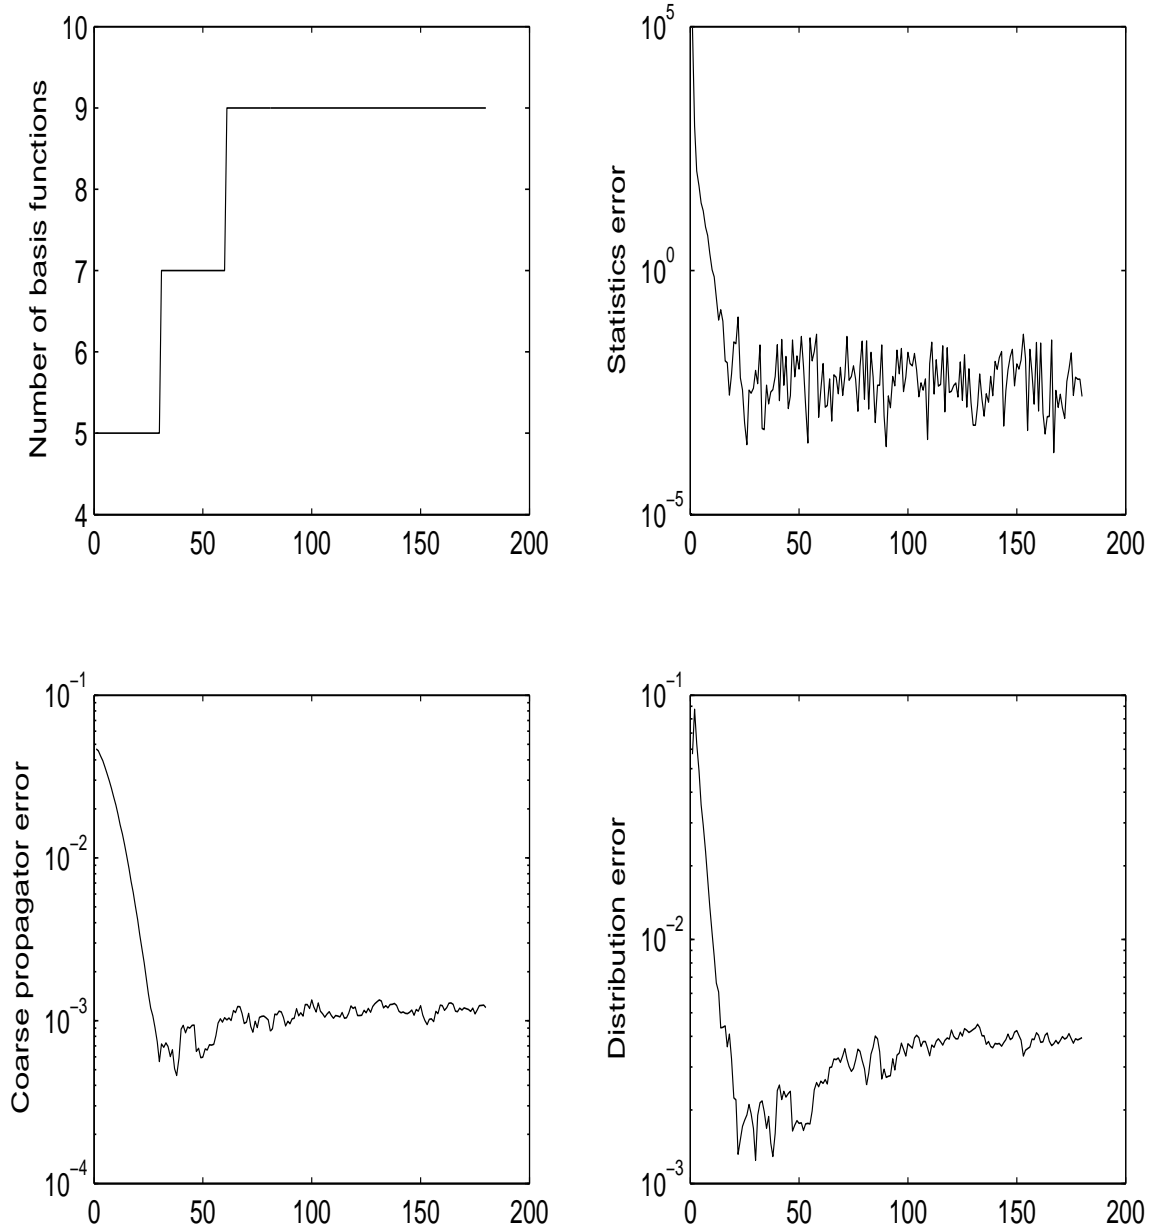 Number of basis functions
10
9
8
7
6
5
4
0 50 100 150 200
Statistics error
10^5
10^0
10^-5
0 50 100 150 200
Coarse propagator error
10^-1
10^-2
10^-3
10^-4
0 50 100 150 200
Distribution error
10^-1
10^-2
10^-3
0 50 100 150 200